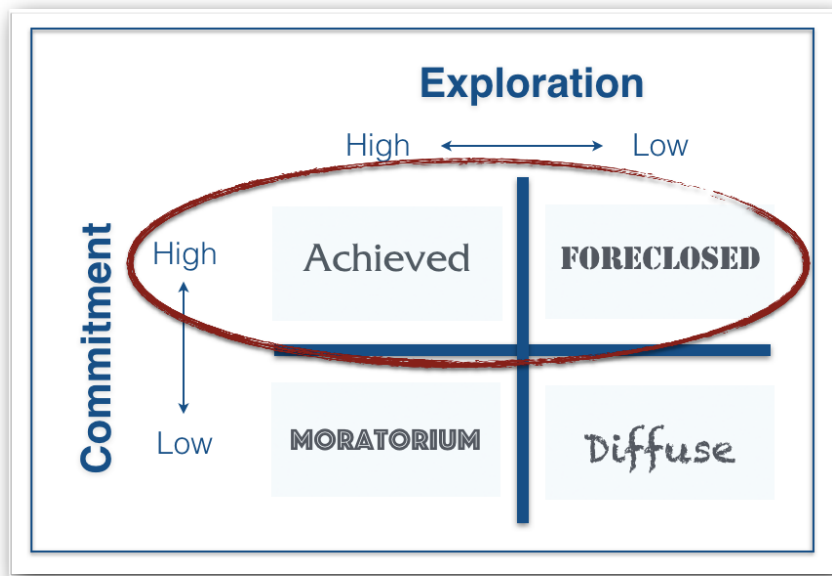 Exploration
High Low
Commitment
High
Achieved FORECLOSED
Low
MORATORIUM Diffuse